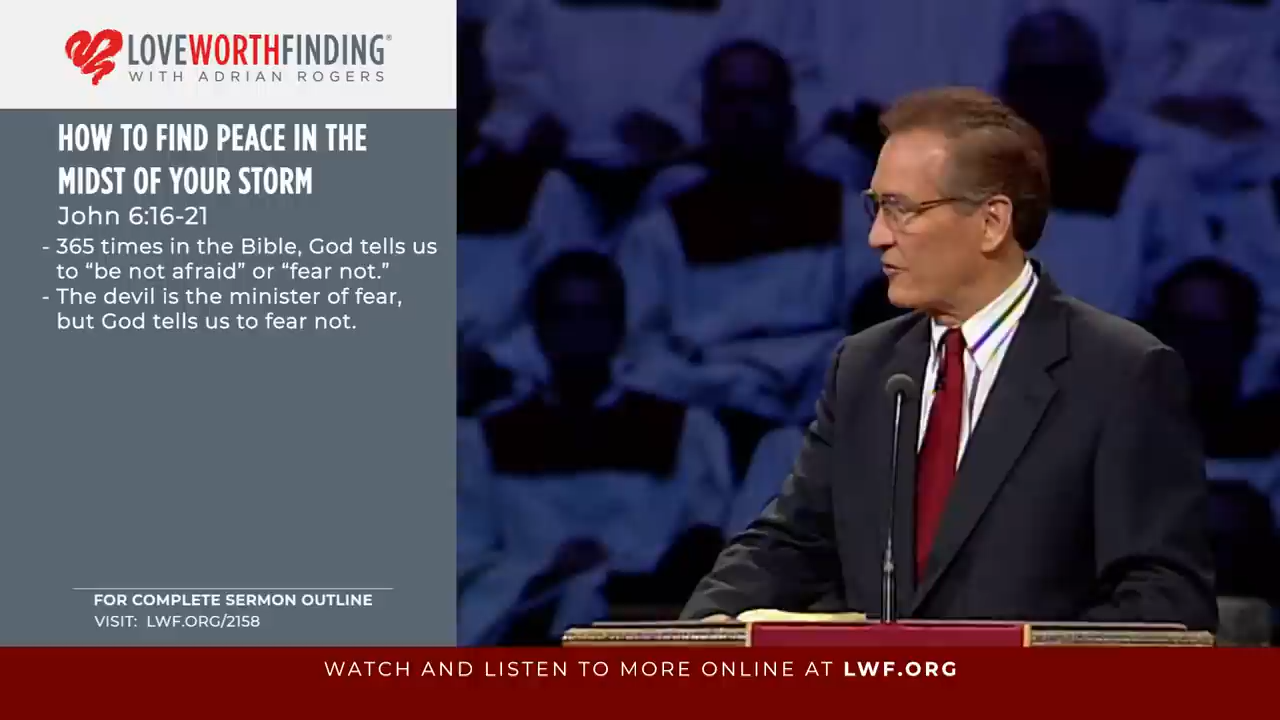 LOVEWORTHFINDING®
WITH ADRIAN ROGERS
HOW TO FIND PEACE IN THE
MIDST OF YOUR STORM
John 6:16-21
- 365 times in the Bible, God tells us
to “be not afraid” or “fear not.”
- The devil is the minister of fear,
but God tells us to fear not.
FOR COMPLETE SERMON OUTLINE
VISIT: LWF.ORG/2158
WATCH AND LISTEN TO MORE ONLINE AT LWF.ORG